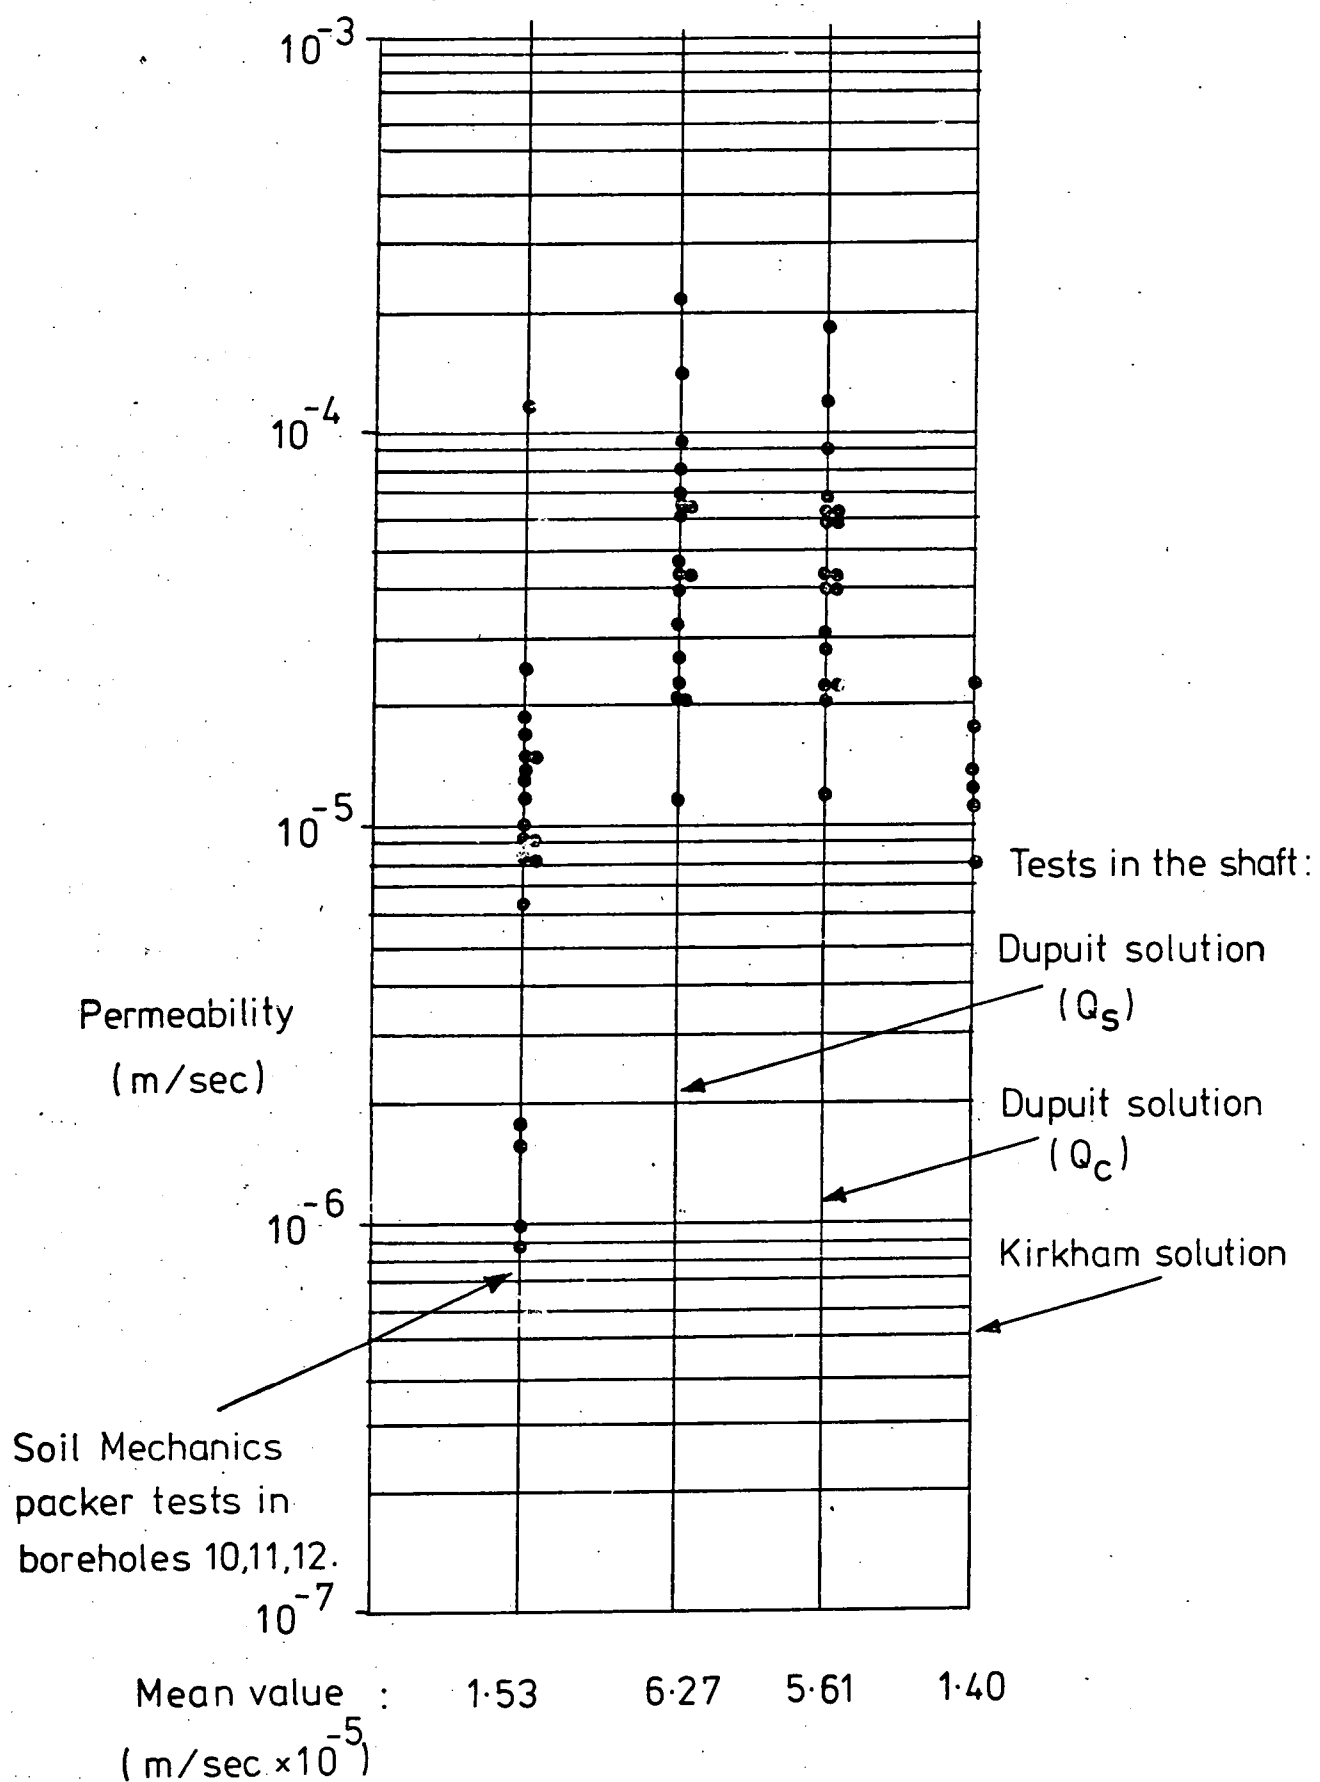 10⁻³
10⁻⁴
10⁻⁵
Tests in the shaft:
Dupuit solution
(Qs)
Permeability
(m/sec)
Dupuit solution
(Qc)
10⁻⁶
Kirkham solution
Soil Mechanics
packer tests in
boreholes 10,11,12.
10⁻⁷
Mean value : 1·53 6·27 5·61 1·40
(m/sec ×10⁻⁵)